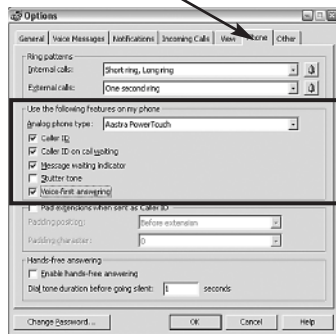 Options
General Voice Messages Notifications Incoming Calls View Phone Other
Ring patterns
Internal calls: Short ring, Long ring
External calls: One second ring
Use the following features on my phone
Analog phone type: Aastra PowerTouch
Caller ID
Caller ID on call waiting
Message waiting indicator
Stutter tone
Voice-first answering
Pad extensions when sent as Caller ID
Padding position: Before extension
Padding character: 0
Hands-free answering
Enable hands-free answering
Dial tone duration before going silent: 1 seconds
Change Password... OK Cancel Help